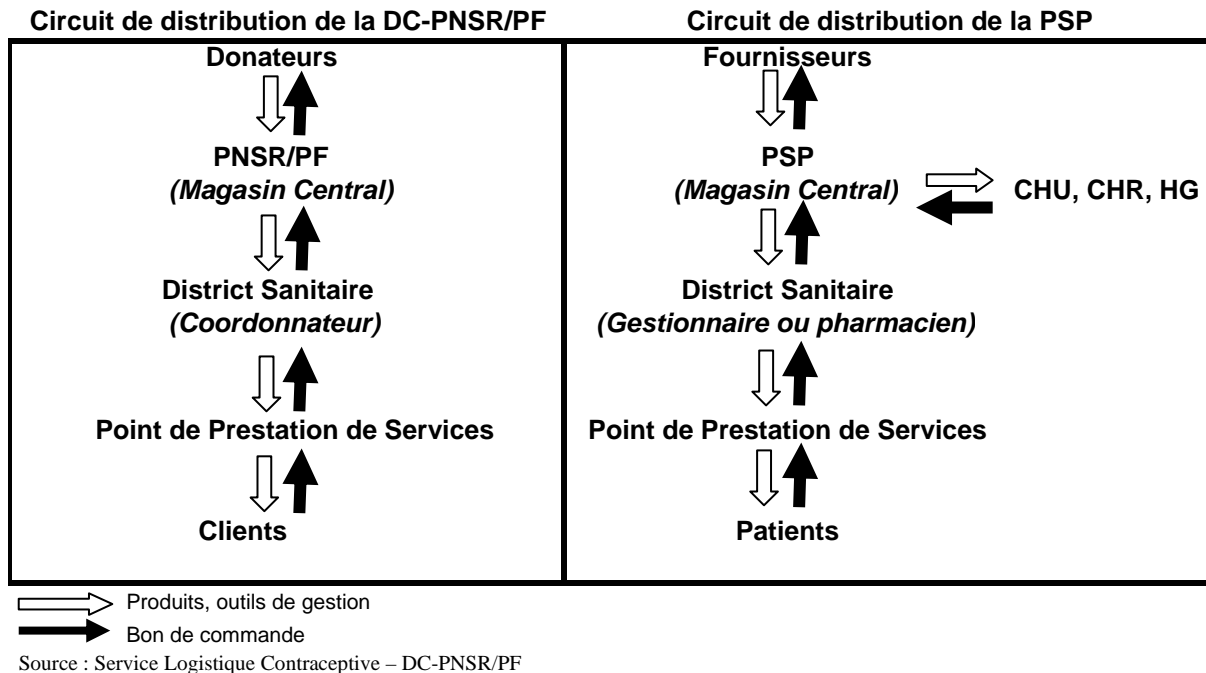 Circuit de distribution de la DC-PNSR/PF
Donateurs
PNSR/PF
(Magasin Central)
District Sanitaire
(Coordonnateur)
Point de Prestation de Services
Clients
Circuit de distribution de la PSP
Fournisseurs
PSP
(Magasin Central)
CHU, CHR, HG
District Sanitaire
(Gestionnaire ou pharmacien)
Point de Prestation de Services
Patients
Produits, outils de gestion
Bon de commande
Source : Service Logistique Contraceptive – DC-PNSR/PF